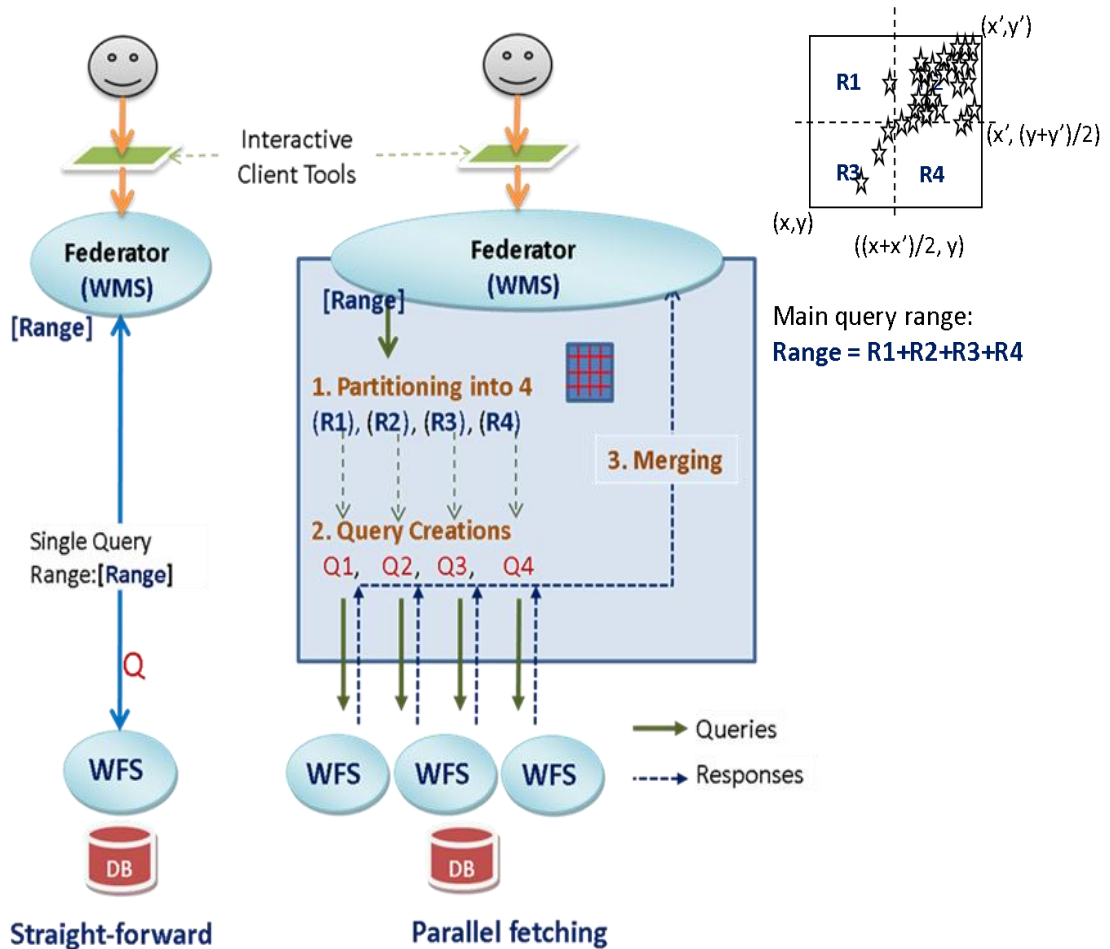 Interactive
Client Tools
Federator
(WMS)
[Range]
Single Query
Range:[Range]
Q
WFS
DB
Straight-forward
Federator
(WMS)
[Range]
1. Partitioning into 4
(R1), (R2), (R3), (R4)
3. Merging
2. Query Creations
Q1, Q2, Q3, Q4
WFS WFS WFS
DB
Parallel fetching
Queries
Responses
(x',y')
R1
R3 R4
(x', (y+y')/2)
(x,y)
((x+x')/2, y)
Main query range:
Range = R1+R2+R3+R4